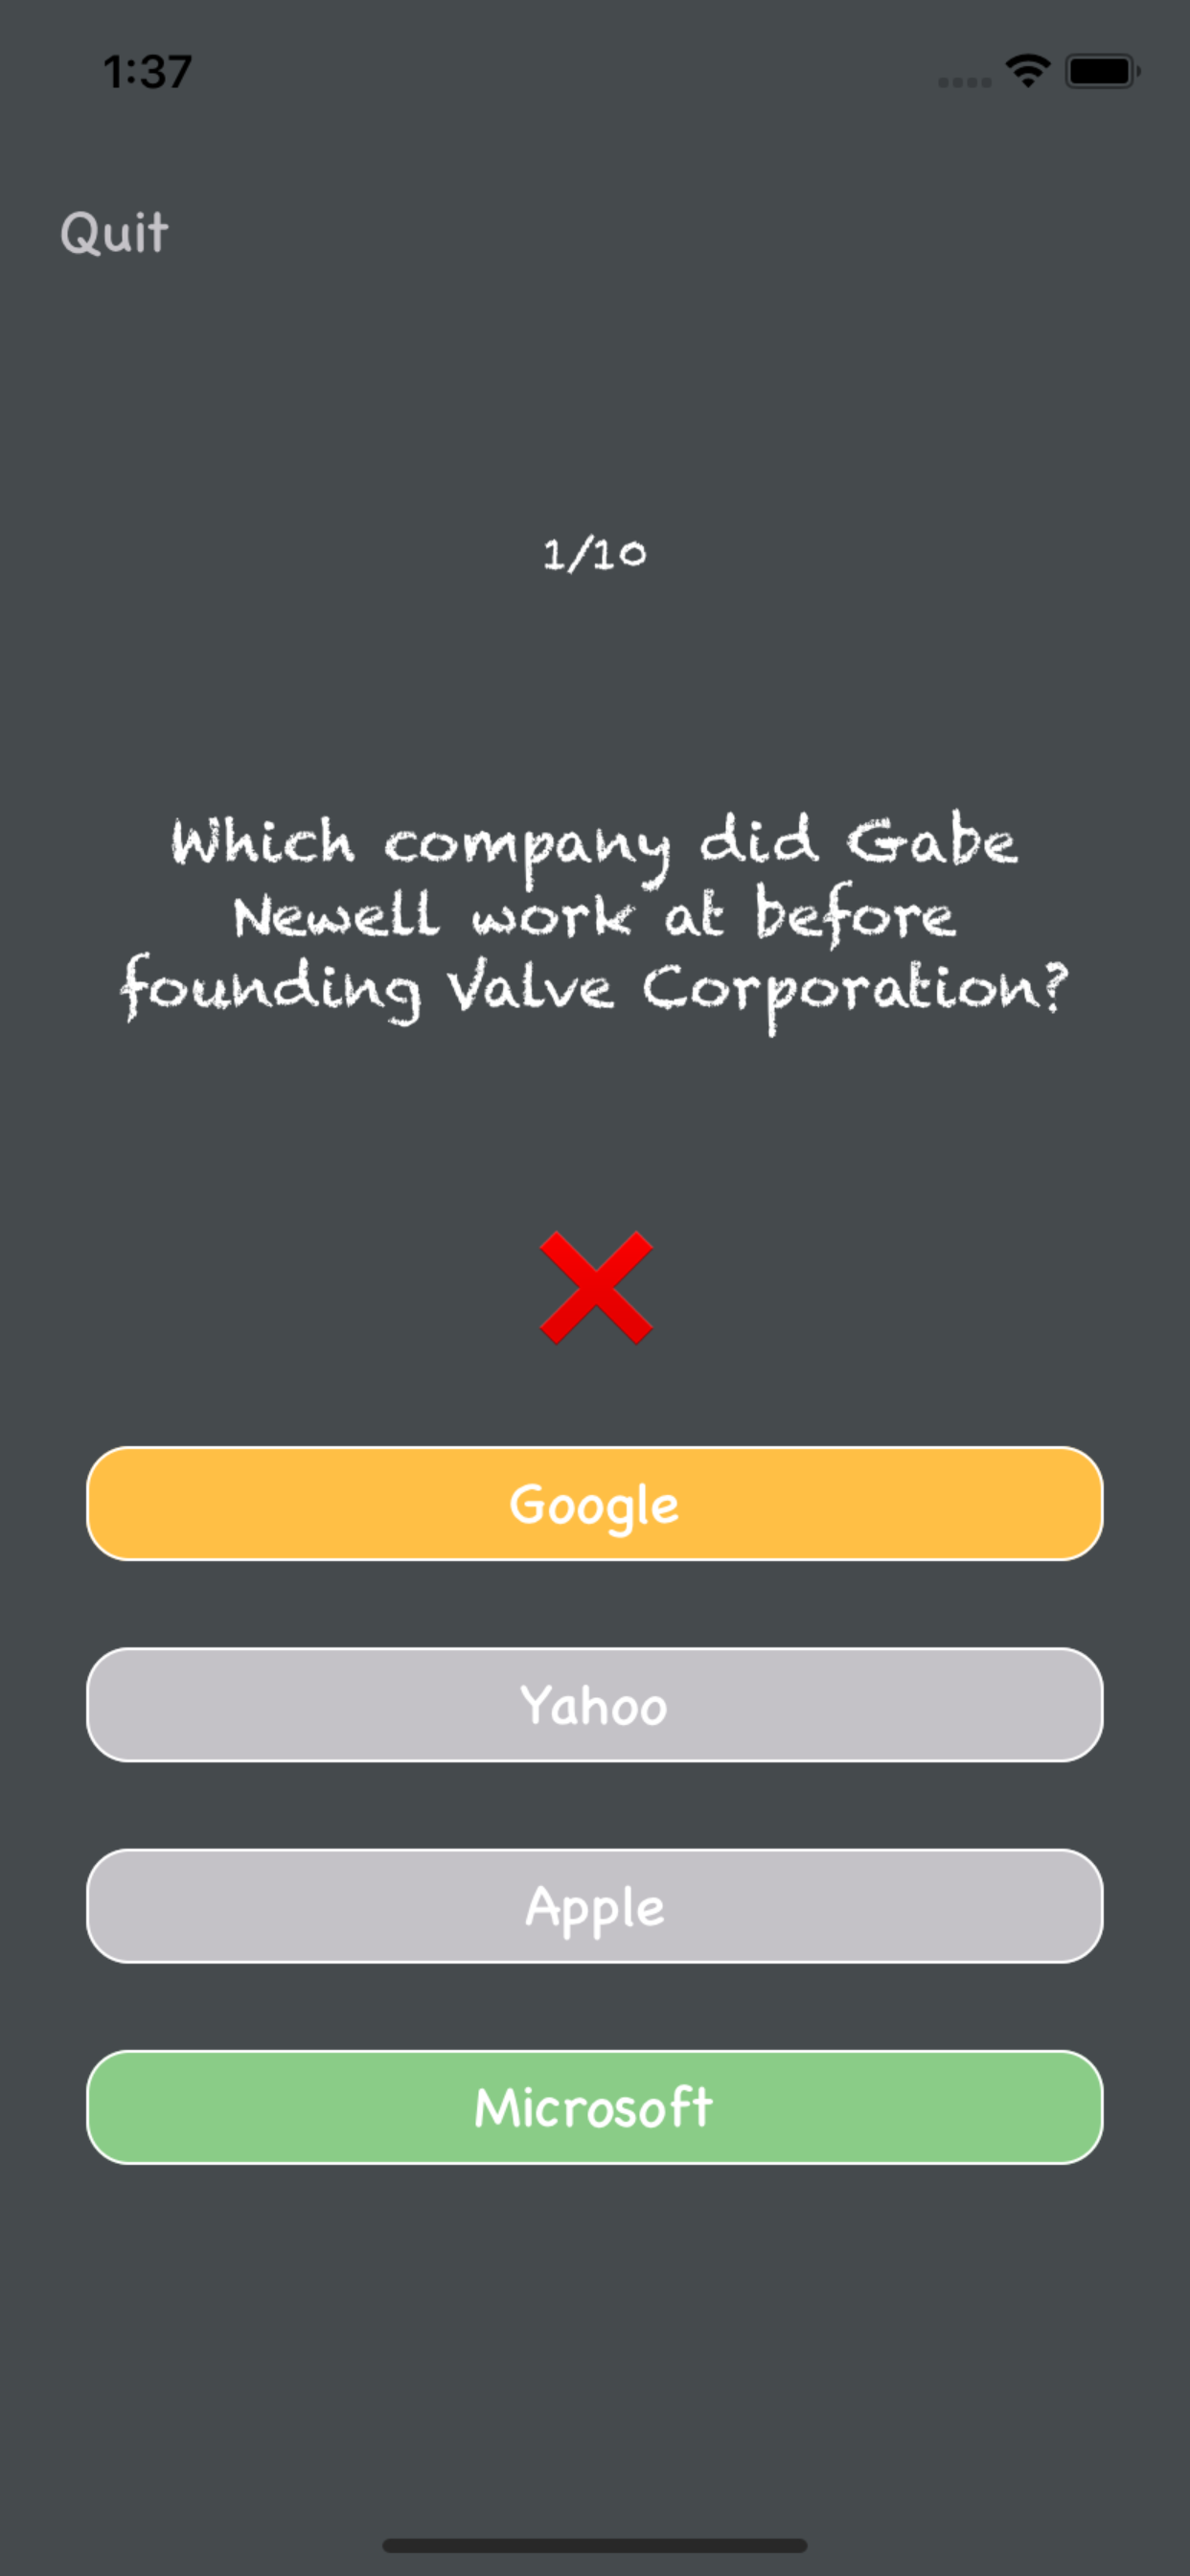 1:37
Quit
1/10
Which company did Gabe
Newell work at before
founding Valve Corporation?
Google
Yahoo
Apple
Microsoft